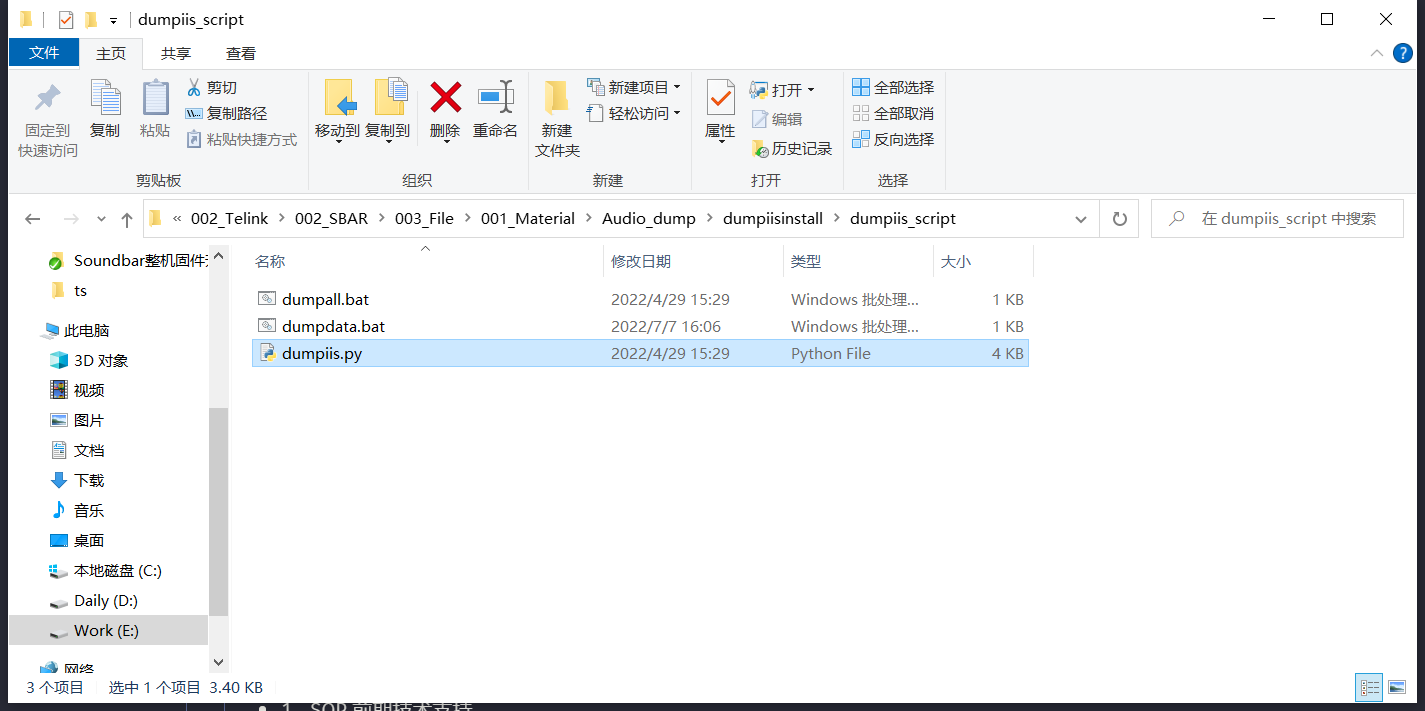 dumpiis_script
文件 主页 共享 查看
固定到快速访问
复制
粘贴
剪切
复制路径
粘贴快捷方式
剪贴板
移动到
复制到
删除
重命名
组织
新建文件夹
新建项目
轻松访问
新建
属性
打开
编辑
历史记录
打开
全部选择
全部取消
反向选择
选择
« 002_Telink > 002_SBAR > 003_File > 001_Material > Audio_dump > dumpiisinstall > dumpiis_script
在 dumpiis_script 中搜索
Soundbar整机固件
ts
此电脑
3D 对象
视频
图片
文档
下载
音乐
桌面
本地磁盘 (C:)
Daily (D:)
Work (E:)
网络
名称 修改日期 类型 大小
dumpall.bat 2022/4/29 15:29 Windows 批处理... 1 KB
dumpdata.bat 2022/7/7 16:06 Windows 批处理... 1 KB
dumpiis.py 2022/4/29 15:29 Python File 4 KB
3 个项目 选中 1 个项目 3.40 KB
1. SOP 前期技术支持